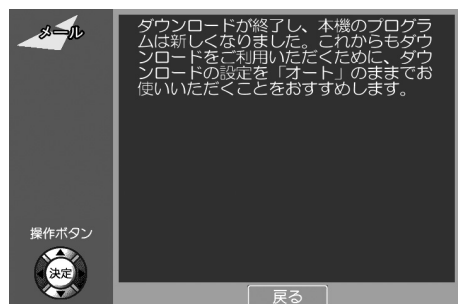 メール
ダウンロードが終了し、本機のプログラ
ムは新しくなりました。これからもダウ
ンロードをご利用いただくために、ダウ
ンロードの設定を「オート」のままでお
使いいただくことをおすすめします。
操作ボタン
決定
戻る